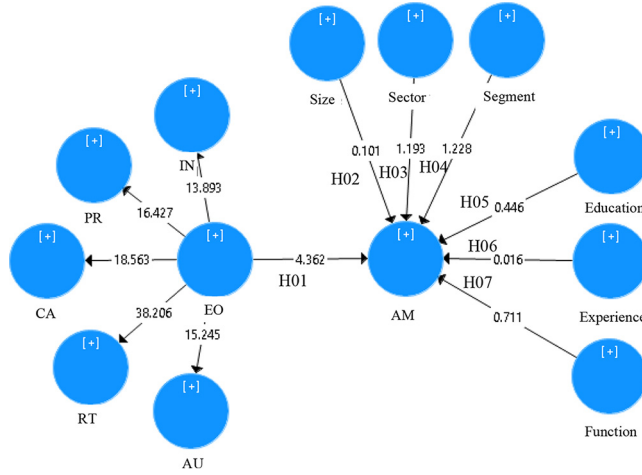 [+]
[+]
[+]
Size
Sector
Segment
[+]
IN
0.101
1.193
1.228
H02
H03
H04
[+]
PR
13.893
16.427
[+]
Education
H05
0.446
[+]
CA
18.563
[+]
EO
4.362
H01
[+]
AM
H06
0.016
[+]
Experience
H07
0.711
38.206
15.245
[+]
RT
[+]
AU
[+]
Function